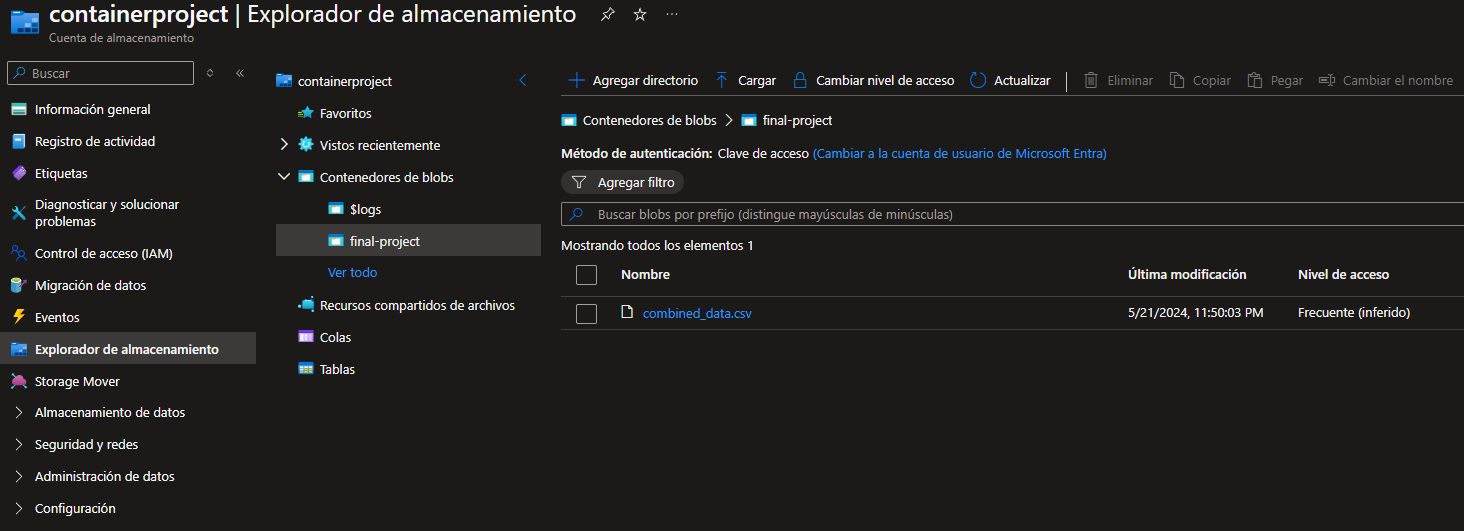 containerproject | Explorador de almacenamiento
Cuenta de almacenamiento
Buscar
Información general
Registro de actividad
Etiquetas
Diagnosticar y solucionar
problemas
Control de acceso (IAM)
Migración de datos
Eventos
Explorador de almacenamiento
Storage Mover
Almacenamiento de datos
Seguridad y redes
Administración de datos
Configuración
containerproject
Favoritos
Vistos recientemente
Contenedores de blobs
$logs
final-project
Ver todo
Recursos compartidos de archivos
Colas
Tablas
Agregar directorio Cargar Cambiar nivel de acceso Actualizar Eliminar Copiar Pegar Cambiar el nombre
Contenedores de blobs > final-project
Método de autenticación: Clave de acceso (Cambiar a la cuenta de usuario de Microsoft Entra)
Agregar filtro
Buscar blobs por prefijo (distingue mayúsculas de minúsculas)
Mostrando todos los elementos 1
Nombre Última modificación Nivel de acceso
combined_data.csv 5/21/2024, 11:50:03 PM Frecuente (inferido)